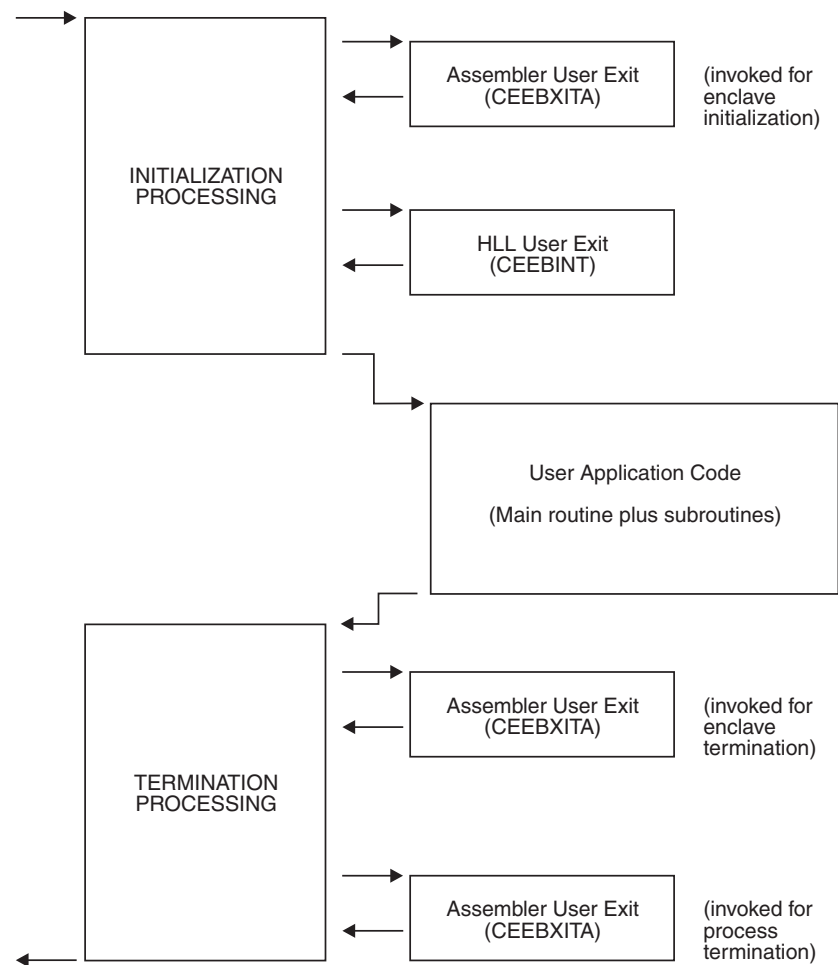 Assembler User Exit
(CEEBXITA)
(invoked for
enclave
initialization)
INITIALIZATION
PROCESSING
HLL User Exit
(CEEBINT)
User Application Code
(Main routine plus subroutines)
Assembler User Exit
(CEEBXITA)
(invoked for
enclave
termination)
TERMINATION
PROCESSING
Assembler User Exit
(CEEBXITA)
(invoked for
process
termination)